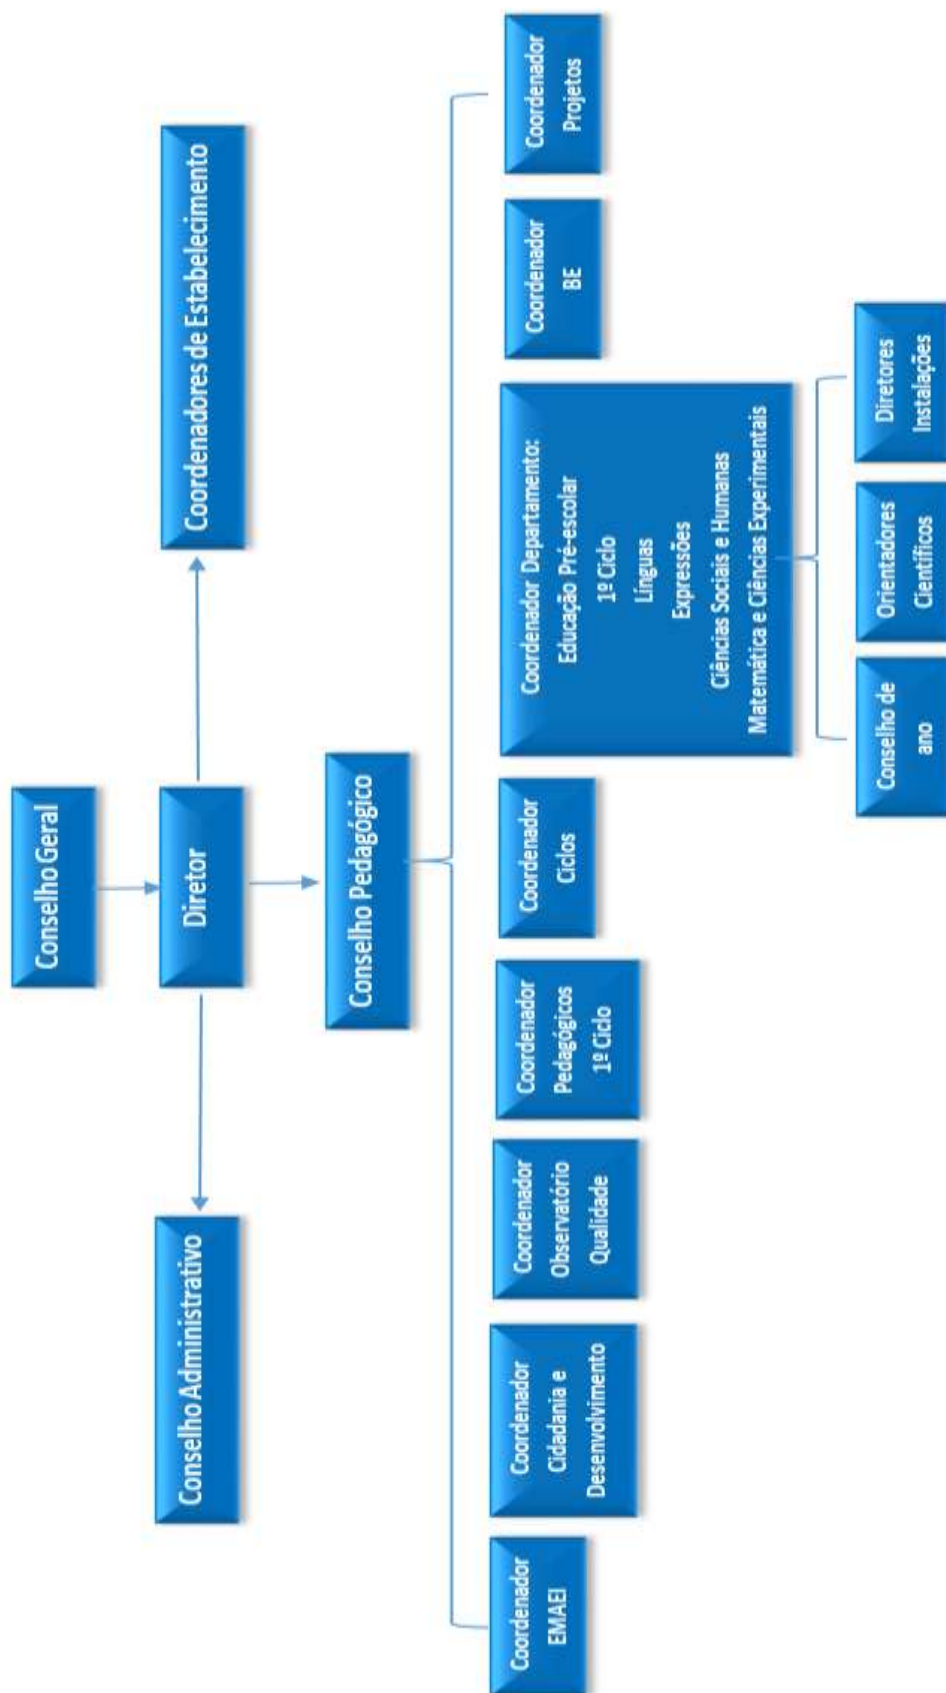 Conselho Geral
Diretor
Conselho Administrativo
Coordenadores de Estabelecimento
Conselho Pedagógico
Coordenador
EMAEI
Coordenador
Cidadania e
Desenvolvimento
Coordenador
Observatório
Qualidade
Coordenador
Pedagógicos
1º Ciclo
Coordenador
Ciclos
Coordenador Departamento:
Educação Pré-escolar
1º Ciclo
Línguas
Expressões
Ciências Sociais e Humanas
Matemática e Ciências Experimentais
Coordenador
BE
Coordenador
Projetos
Conselho de
ano
Orientadores
Científicos
Diretores
Instalações